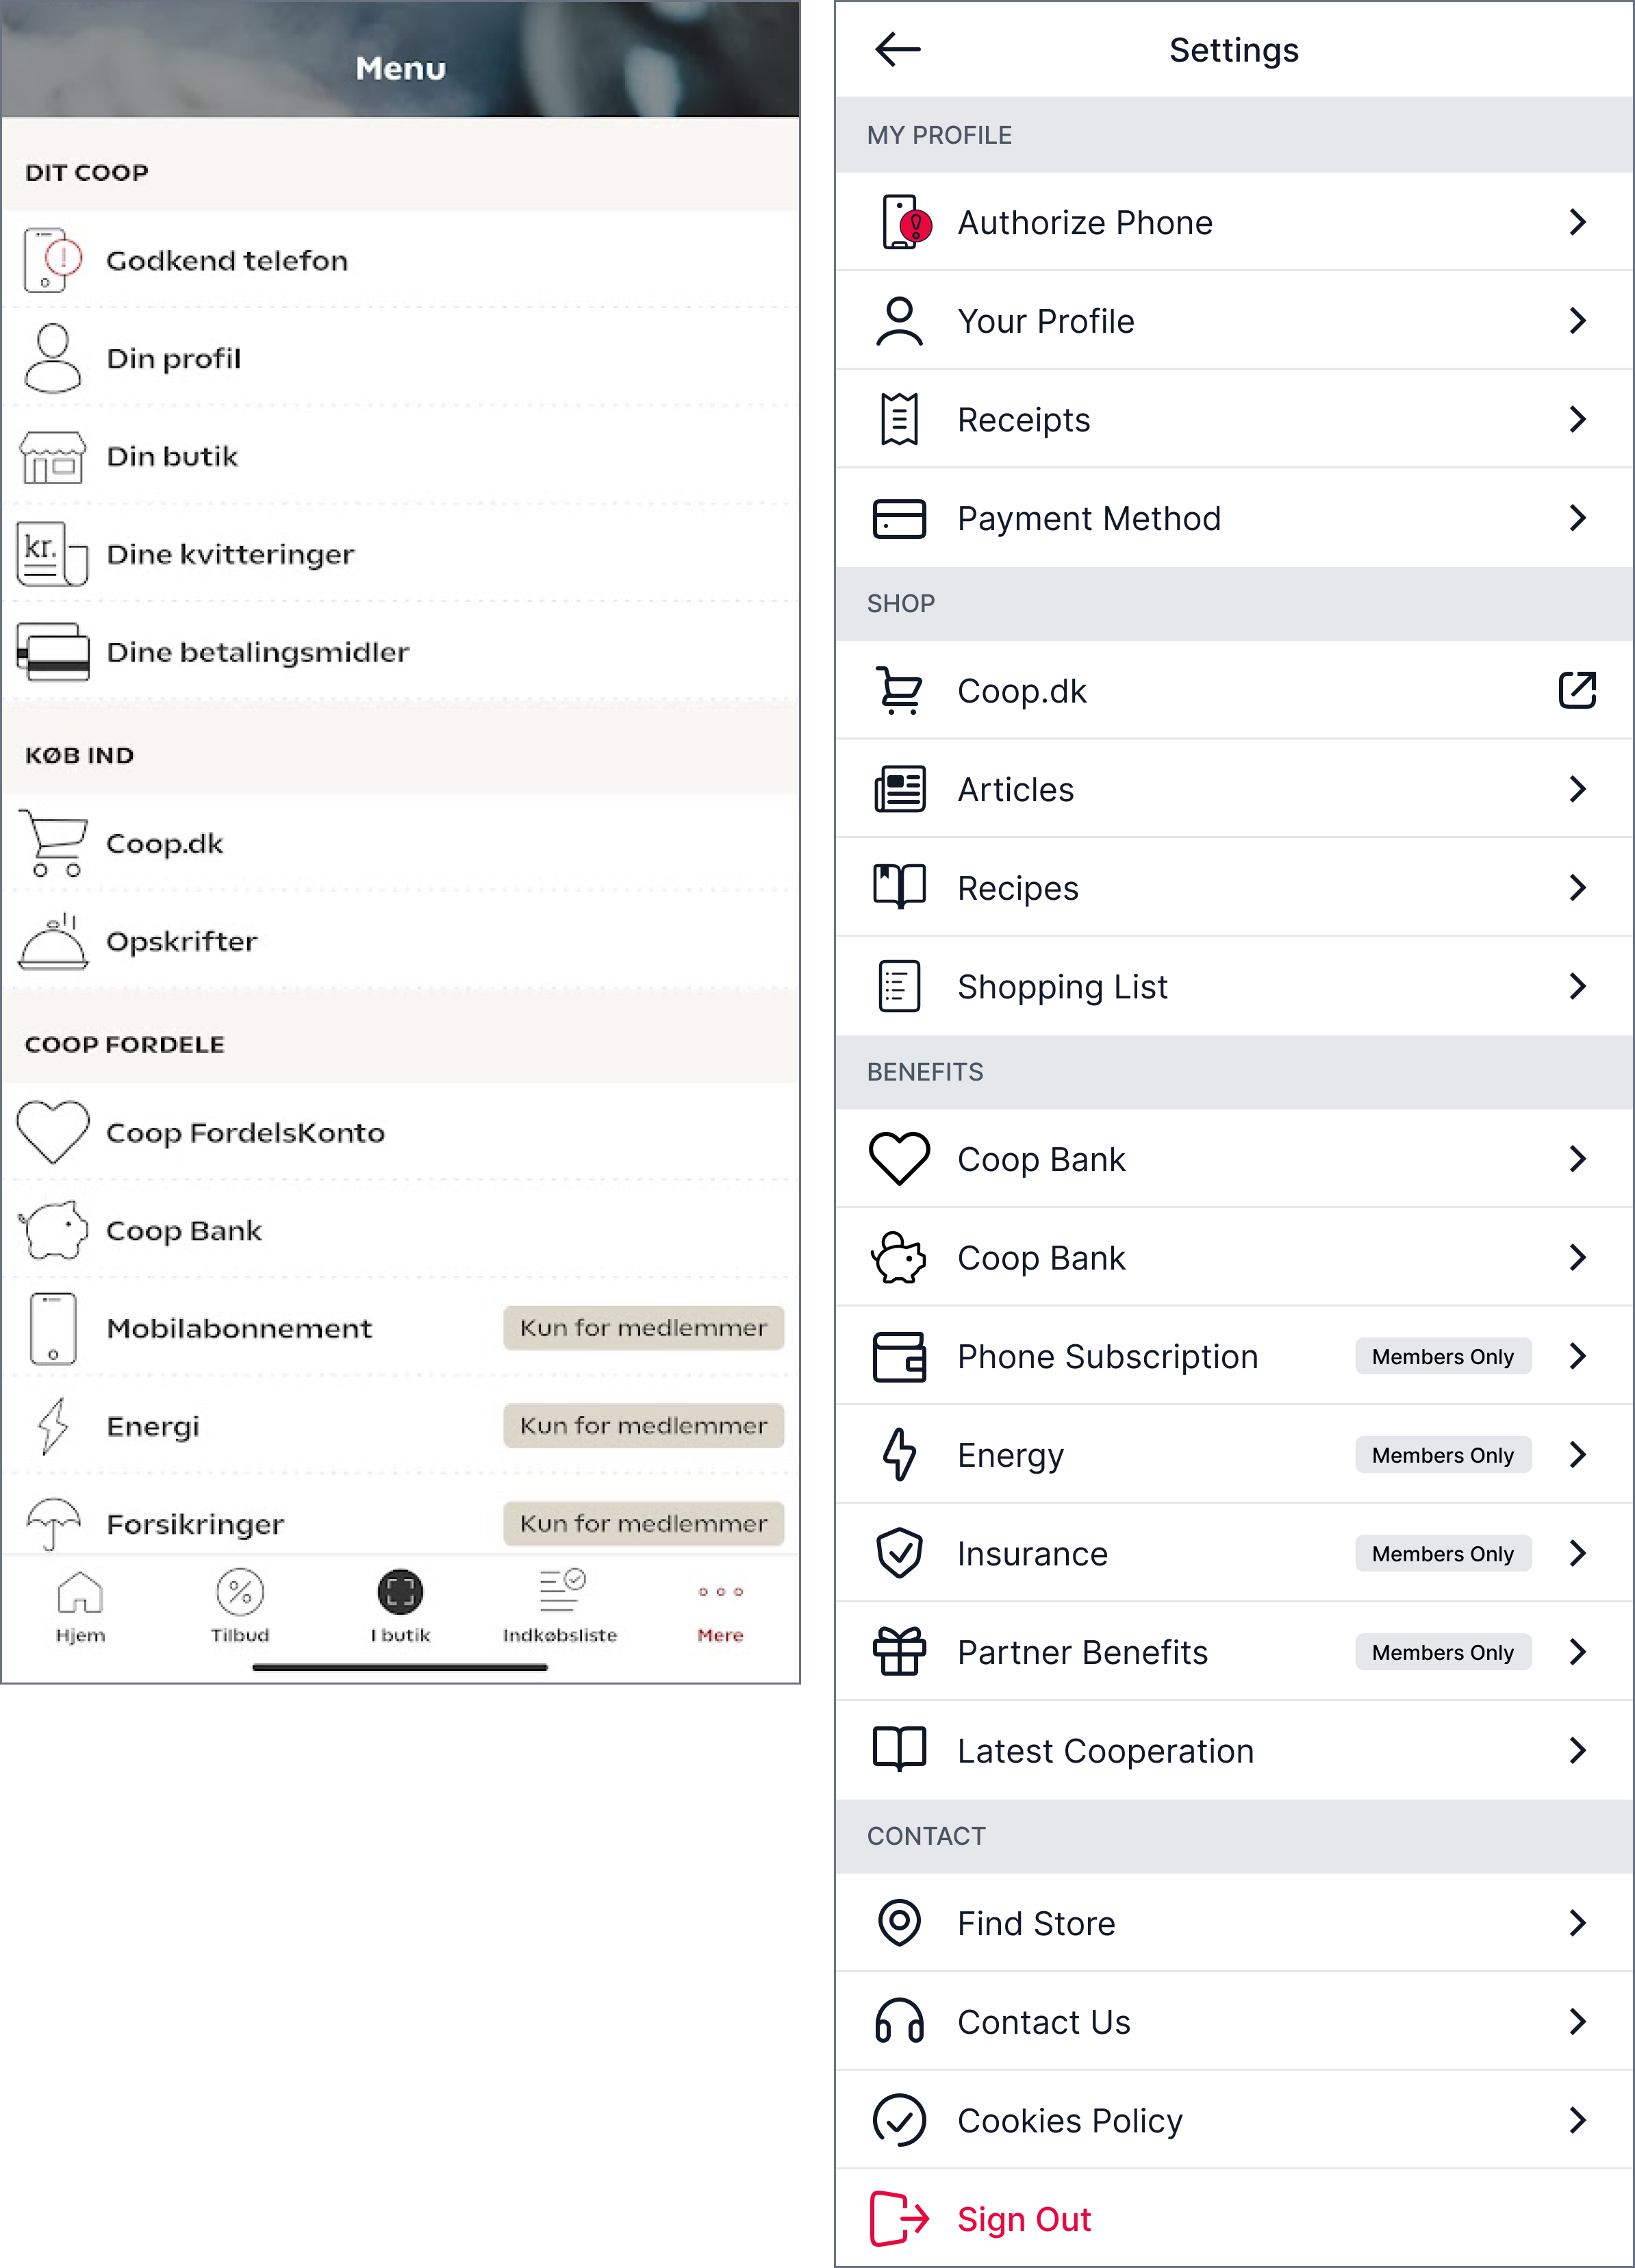 Menu
DIT COOP
Godkend telefon
Din profil
Din butik
kr.
Dine kvitteringer
Dine betalingsmidler
KØB IND
Coop.dk
Opskrifter
COOP FORDELE
Coop FordelsKonto
Coop Bank
Mobilabonnement Kun for medlemmer
Energi Kun for medlemmer
Forsikringer Kun for medlemmer
Hjem Tilbud I butik Indkøbsliste Mere
Settings
MY PROFILE
Authorize Phone
Your Profile
Receipts
Payment Method
SHOP
Coop.dk
Articles
Recipes
Shopping List
BENEFITS
Coop Bank
Coop Bank
Phone Subscription Members Only
Energy Members Only
Insurance Members Only
Partner Benefits Members Only
Latest Cooperation
CONTACT
Find Store
Contact Us
Cookies Policy
Sign Out